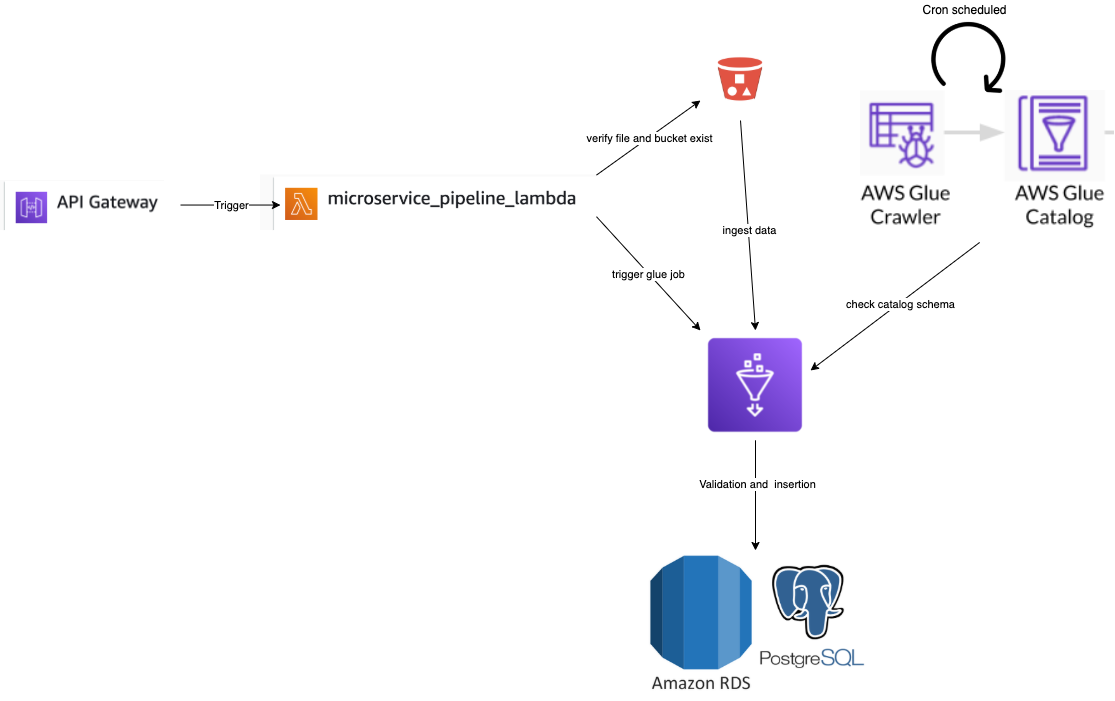 Cron scheduled
verify file and bucket exist
AWS Glue
Crawler
AWS Glue
Catalog
API Gateway
Trigger
microservice_pipeline_lambda
ingest data
trigger glue job
check catalog schema
Validation and  insertion
PostgreSQL
Amazon RDS